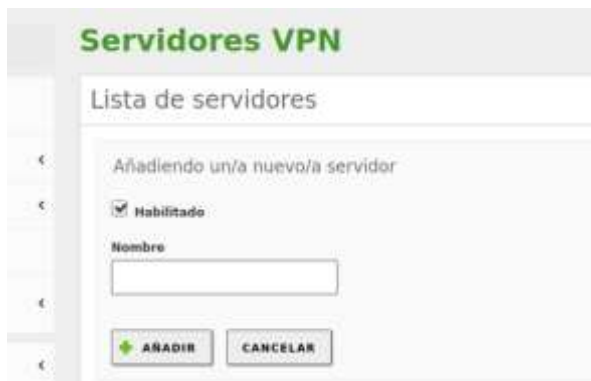 Servidores VPN
Lista de servidores
Añadiendo un/a nuevo/a servidor
Habilitado
Nombre
AÑADIR CANCELAR